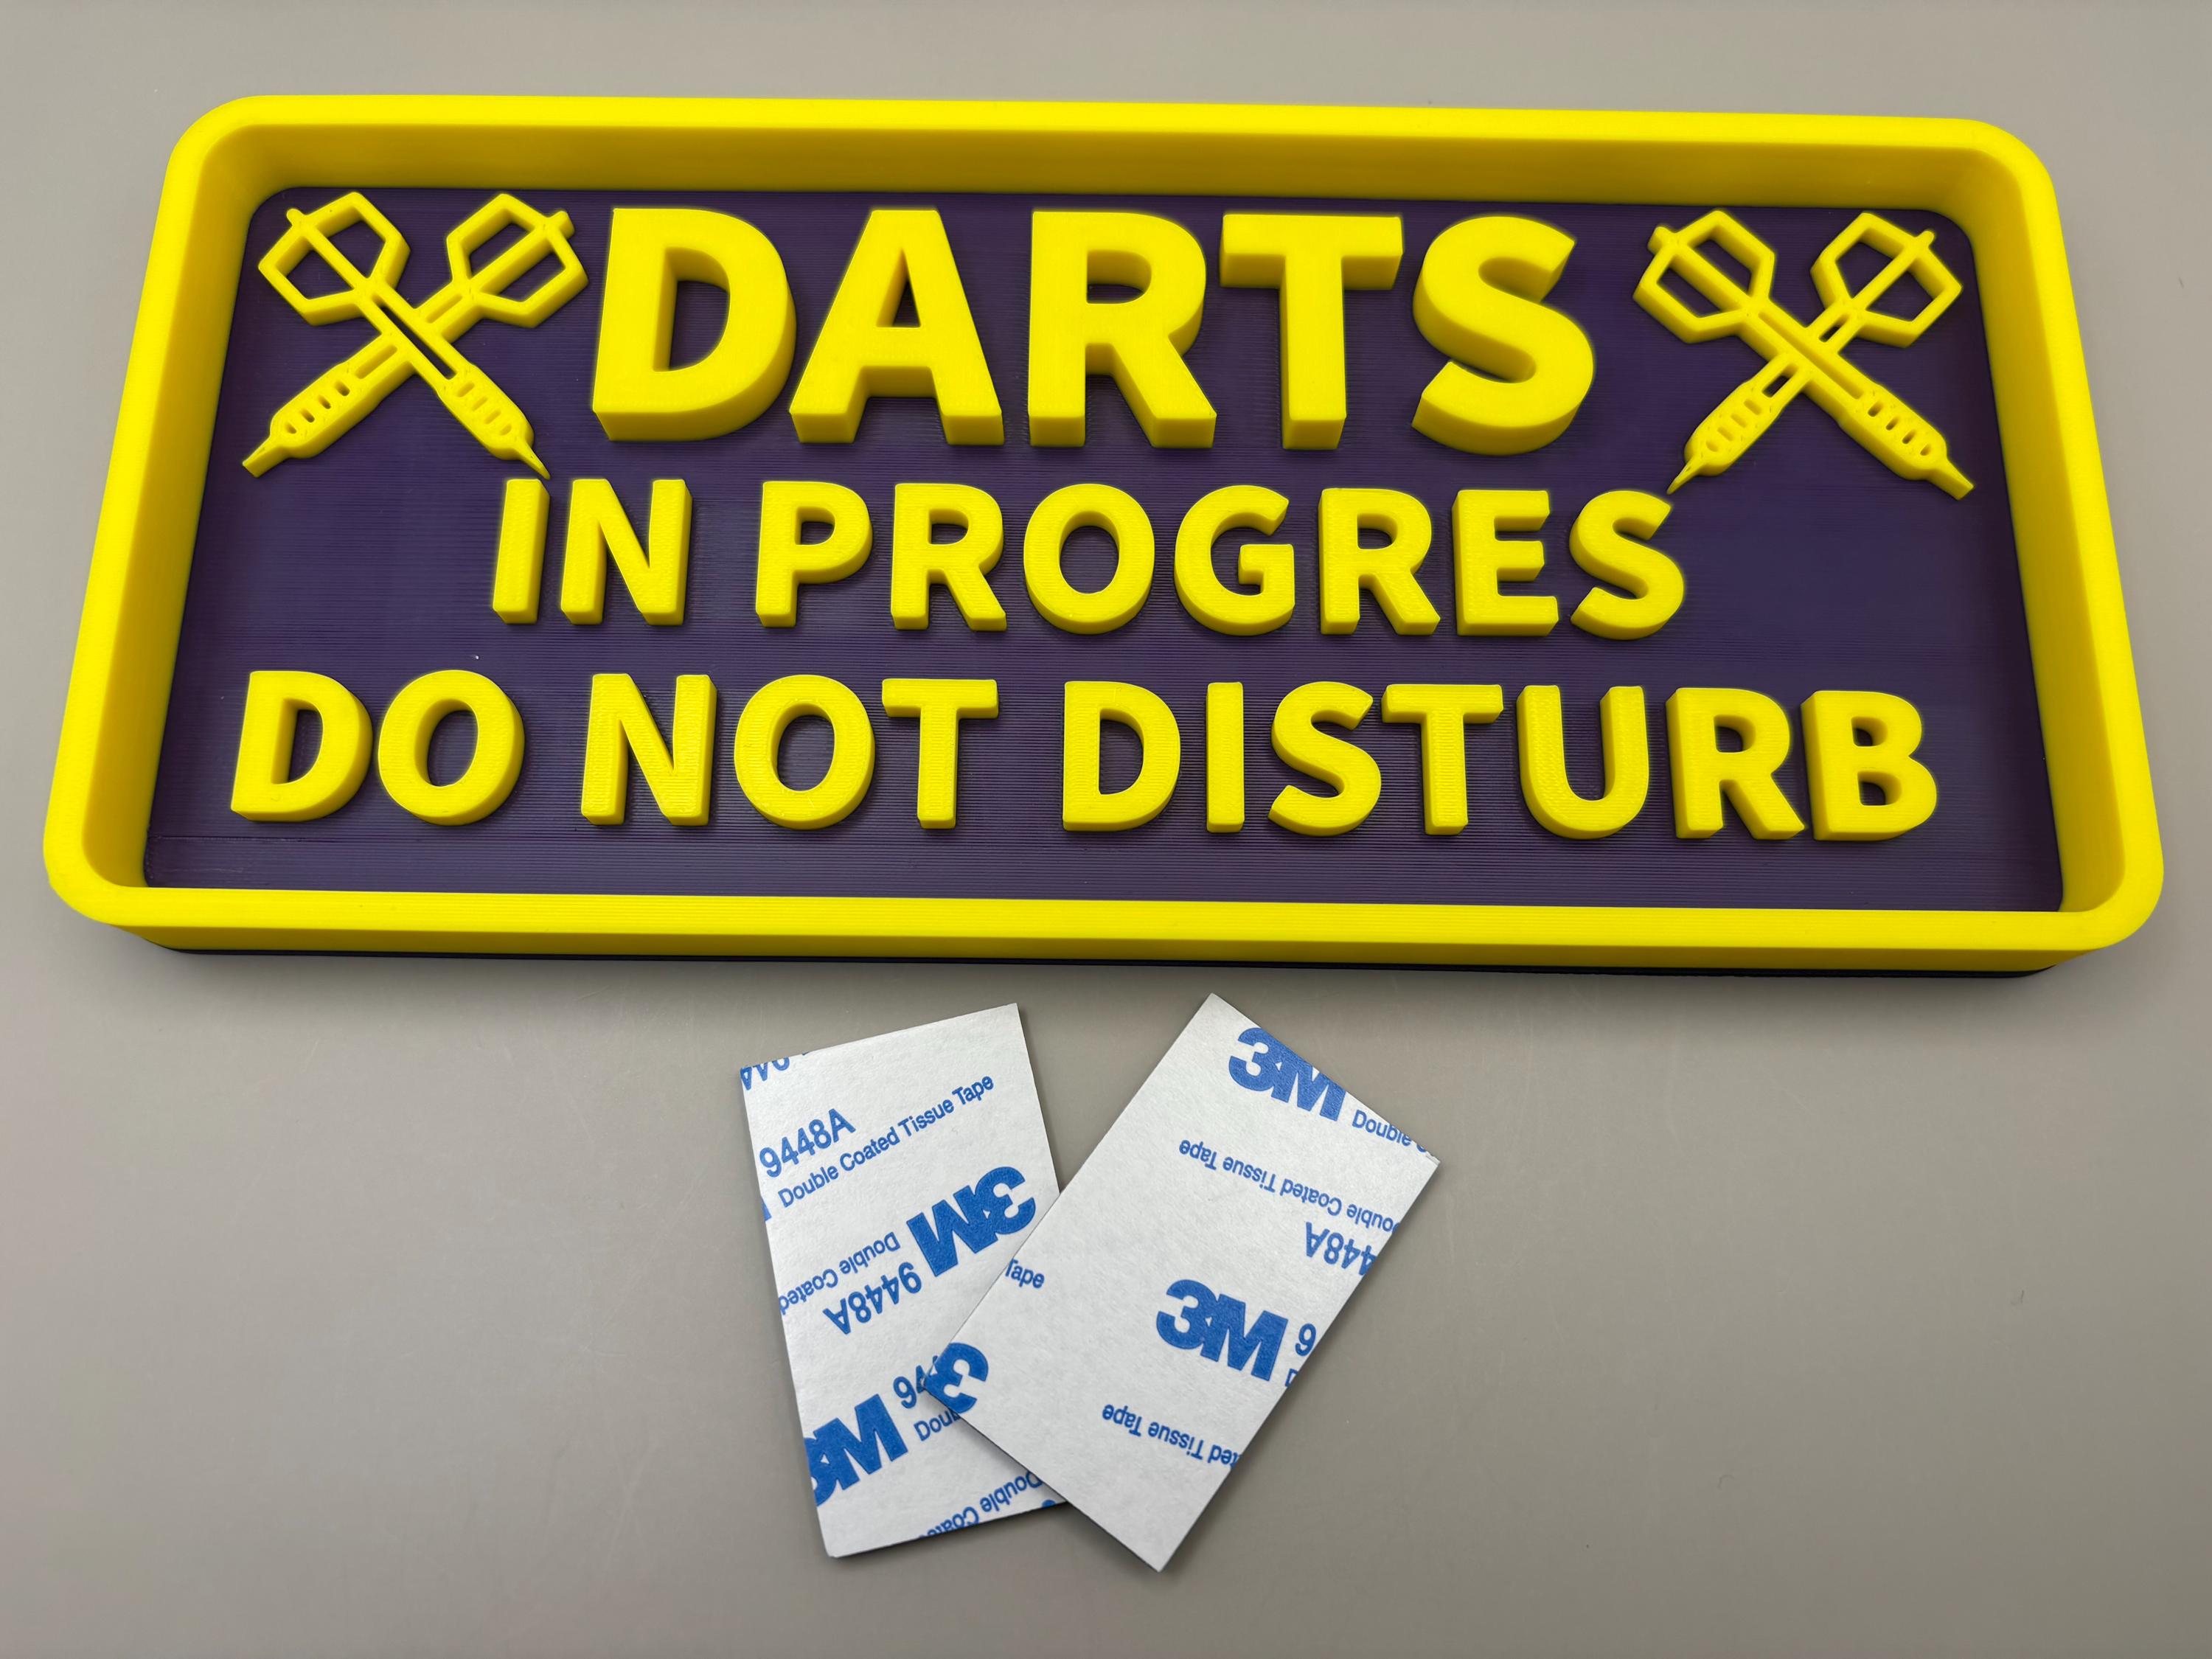 DARTS
IN PROGRES
DO NOT DISTURB
9448A
Double Coated Tissue Tape
3M
Double Coated
9448A
3M
3M
Double Coated Tissue Tape
3M
Tape
Tissue Tape